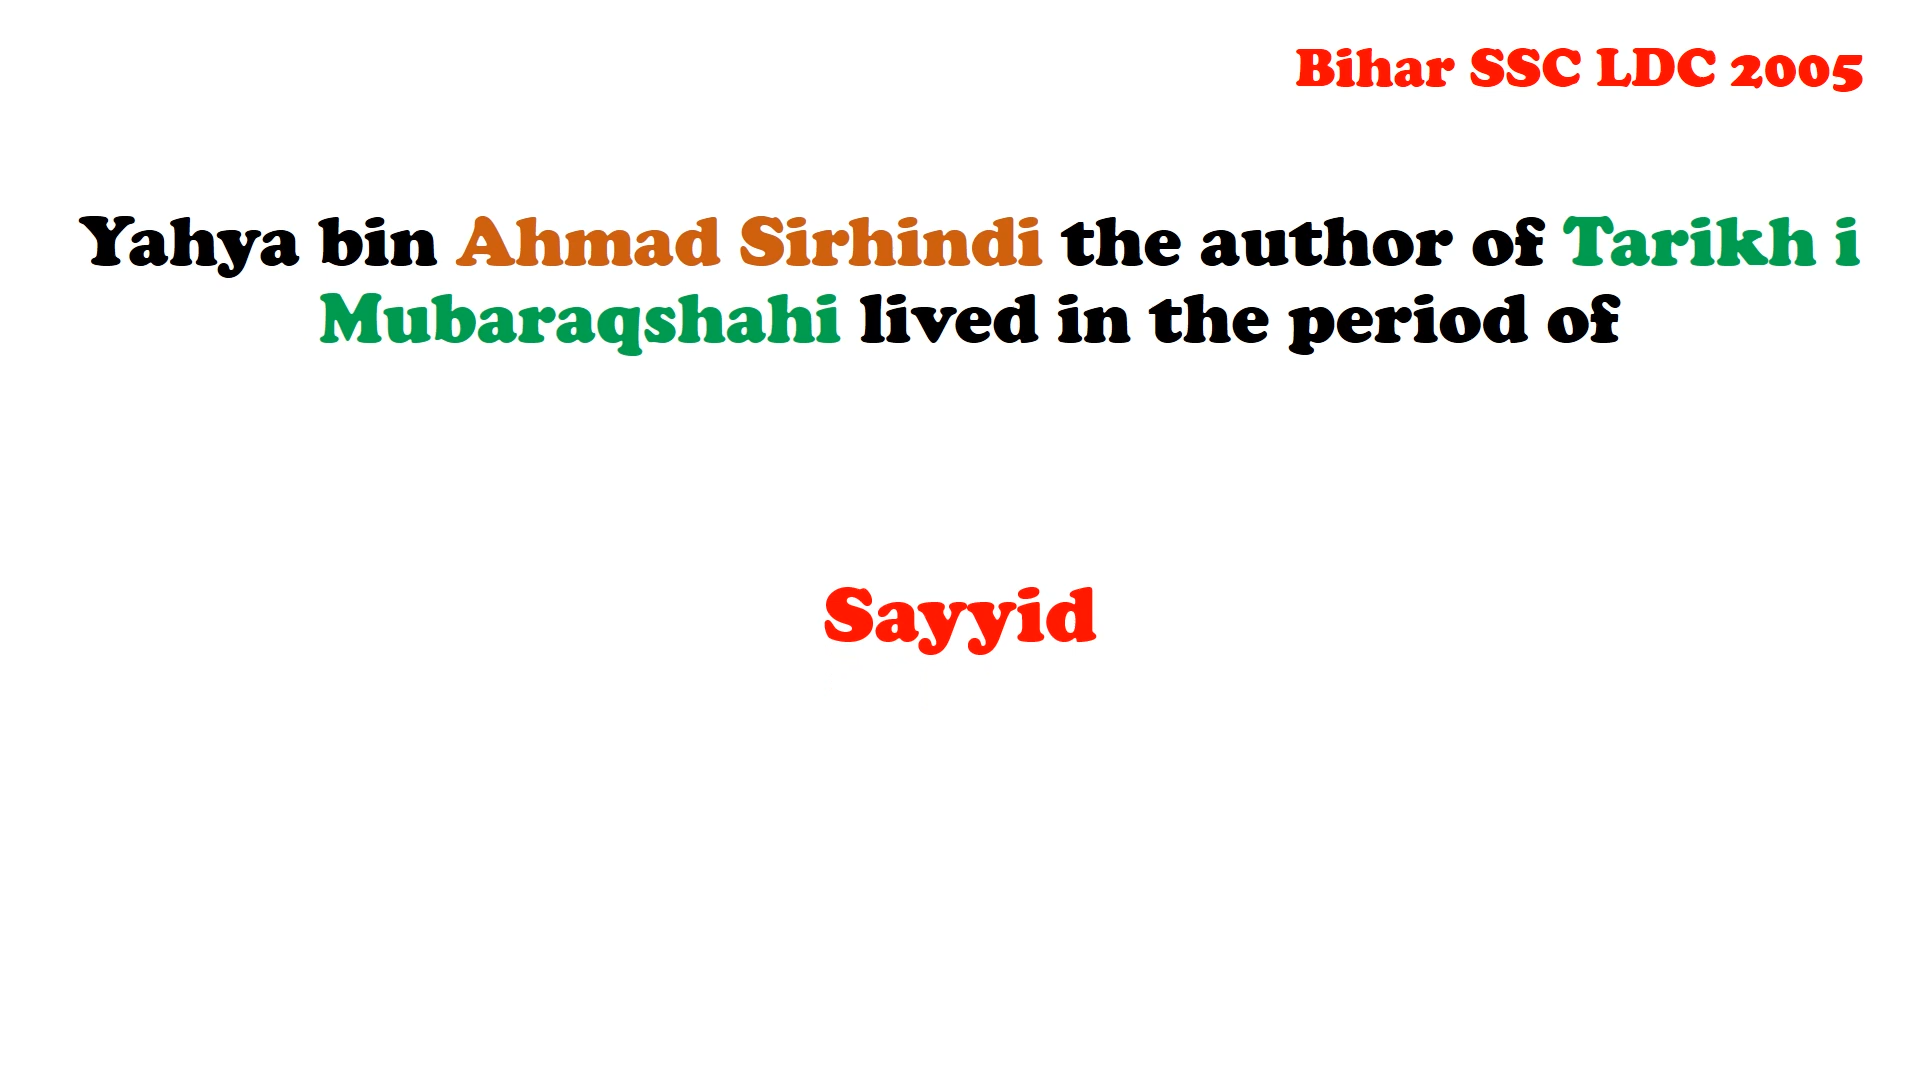 Bihar SSC LDC 2005
Yahya bin Ahmad Sirhindi the author of Tarikh i
Mubaraqshahi lived in the period of
Sayyid